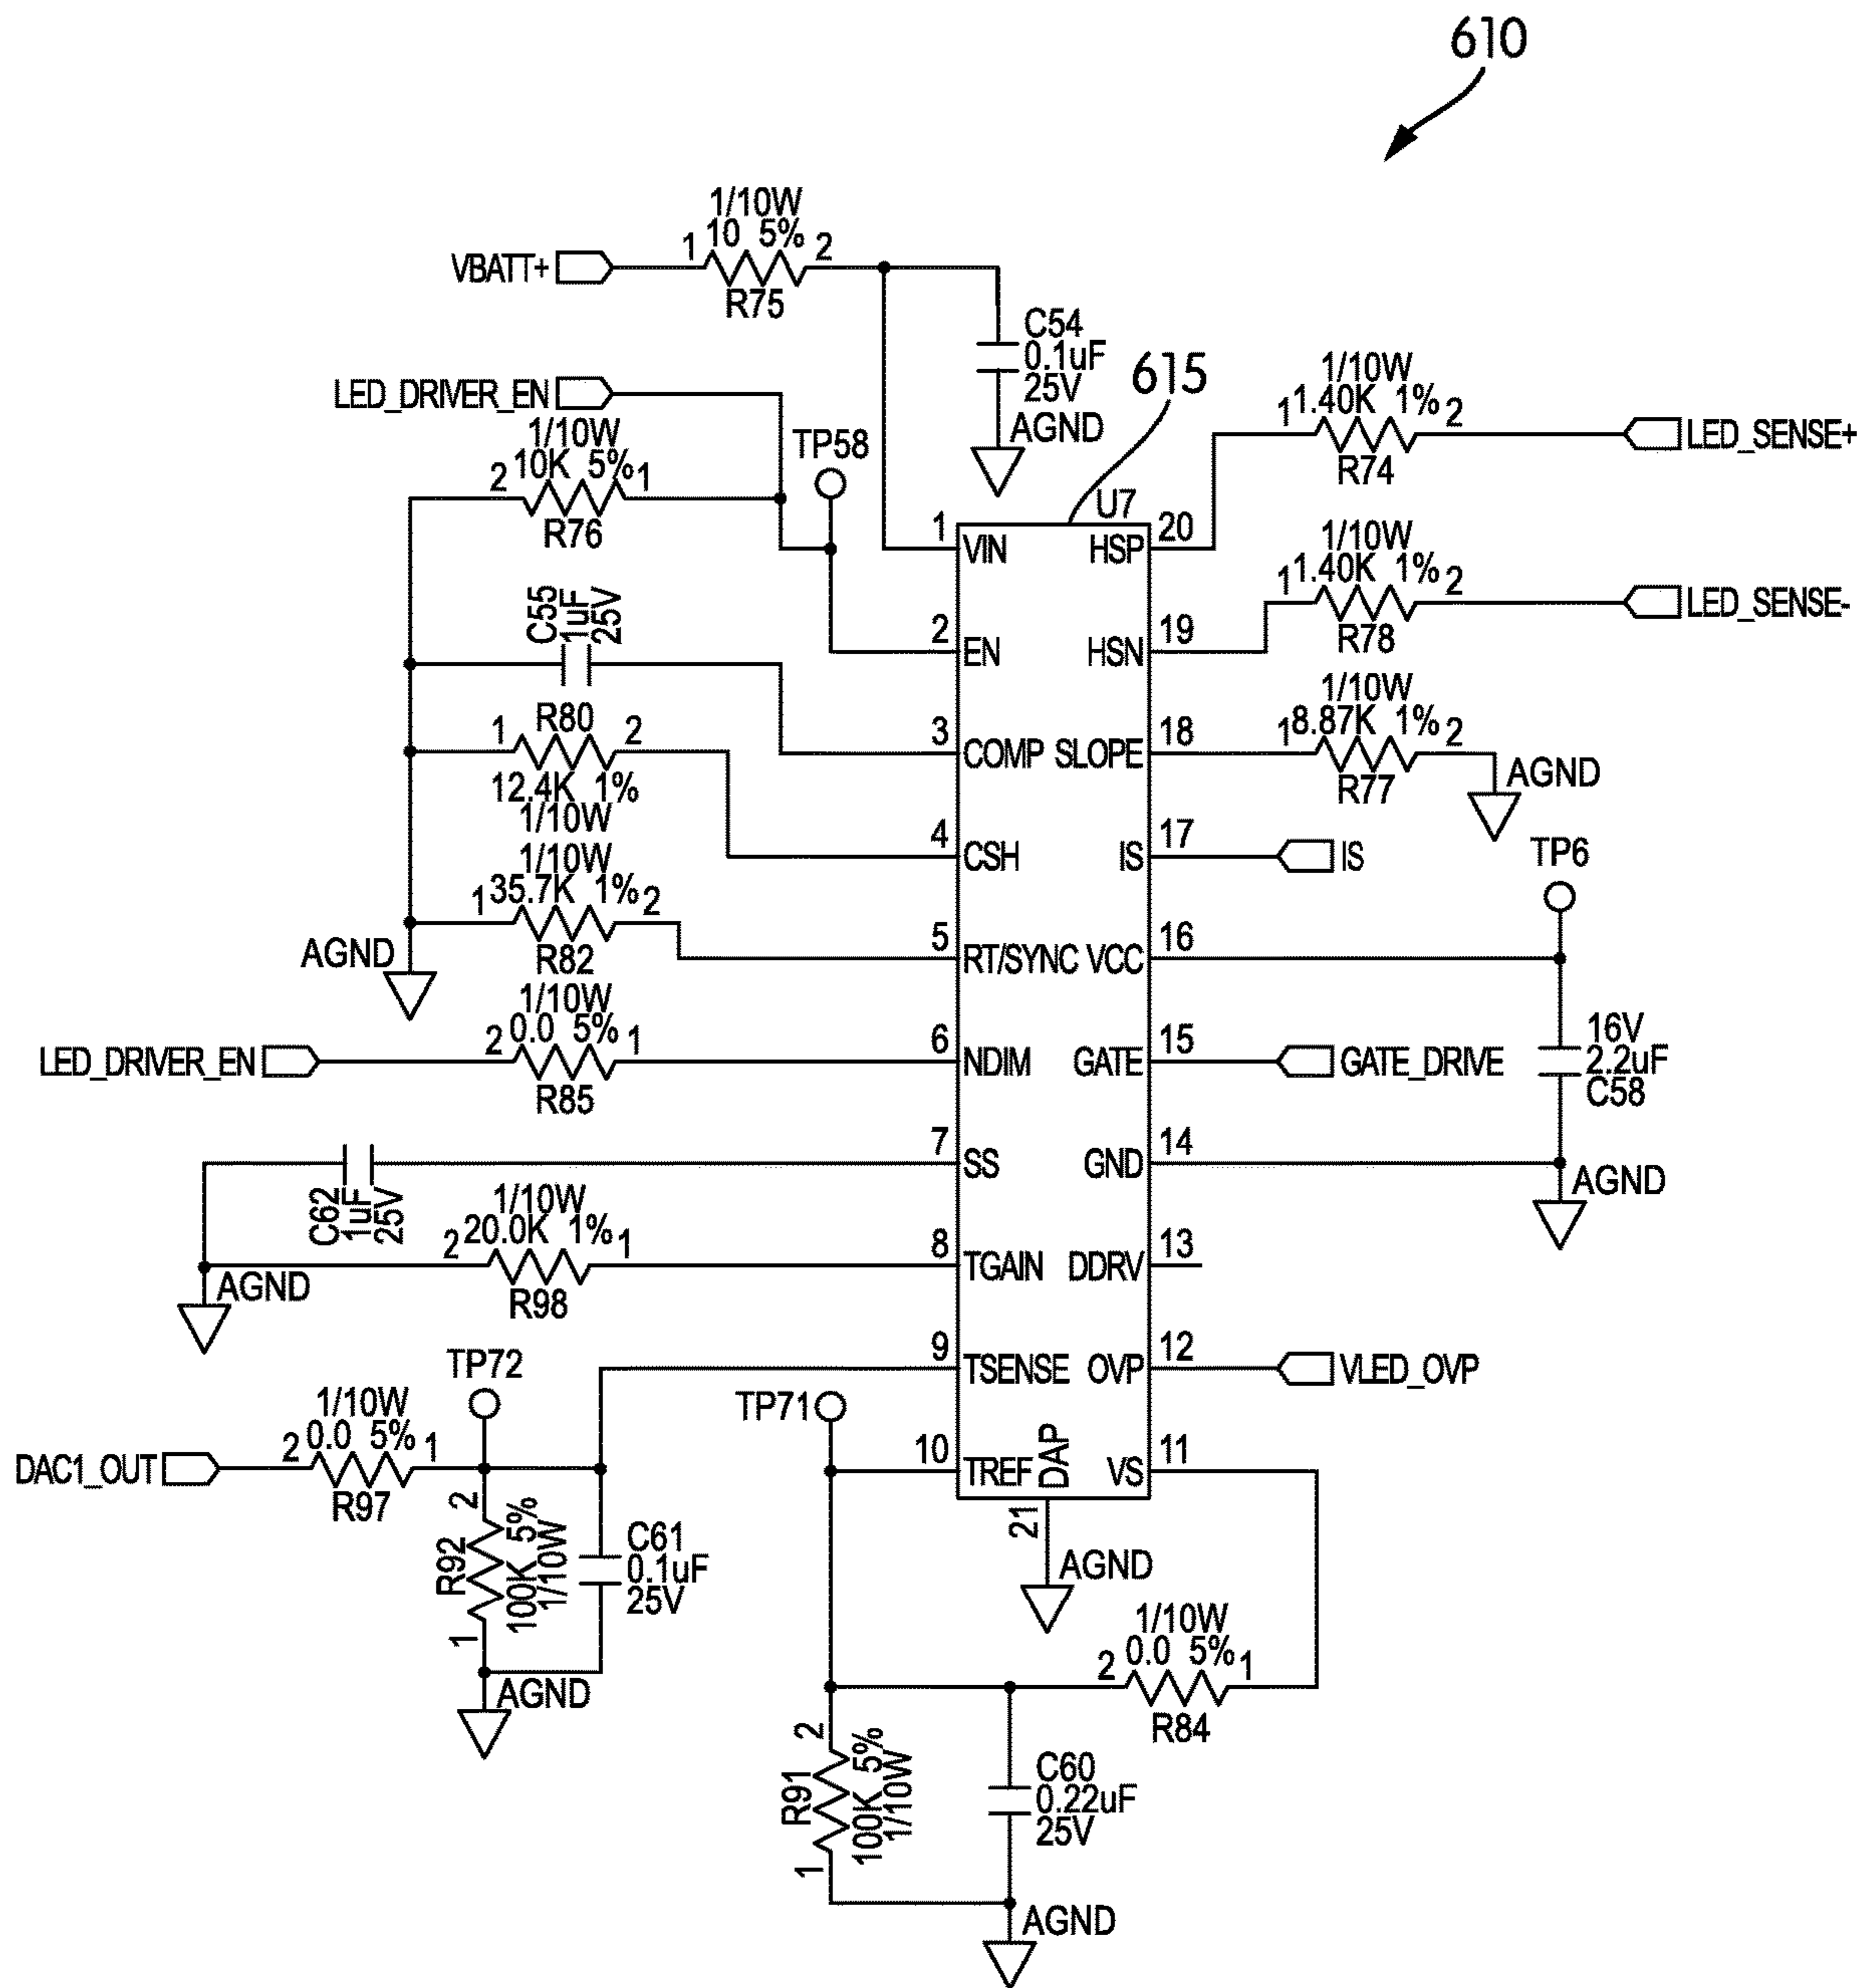 610
1/10W
1 10 5% 2
VBATT+
R75
C54
0.1uF
25V
AGND
615
LED_DRIVER_EN
1/10W
2 10K 5% 1
R76
TP58
1/10W
1 1.40K 1% 2
R74
LED_SENSE+
1/10W
1 1.40K 1% 2
R78
LED_SENSE-
C55
1uF
25V
R80
1 2
12.4K 1%
1/10W
1/10W
1 35.7K 1% 2
R82
AGND
1/10W
2 0.0 5% 1
LED_DRIVER_EN
R85
C62
1uF
25V
1/10W
2 20.0K 1% 1
R98
AGND
U7
1 VIN HSP 20
2 EN HSN 19
3 COMP SLOPE 18
4 CSH IS 17
5 RT/SYNC VCC 16
6 NDIM GATE 15
7 SS GND 14
8 TGAIN DDRV 13
9 TSENSE OVP 12
10 TREF DAP VS 11
21
AGND
1/10W
1 8.87K 1% 2
R77
AGND
IS
TP6
16V
2.2uF
C58
GATE_DRIVE
AGND
VLED_OVP
TP72
1/10W
2 0.0 5% 1
DAC1_OUT
R97
2
R92
100K 5%
1/10W
1
C61
0.1uF
25V
AGND
TP71
1/10W
2 0.0 5% 1
R84
2
R91
100K 5%
1/10W
1
C60
0.22uF
25V
AGND